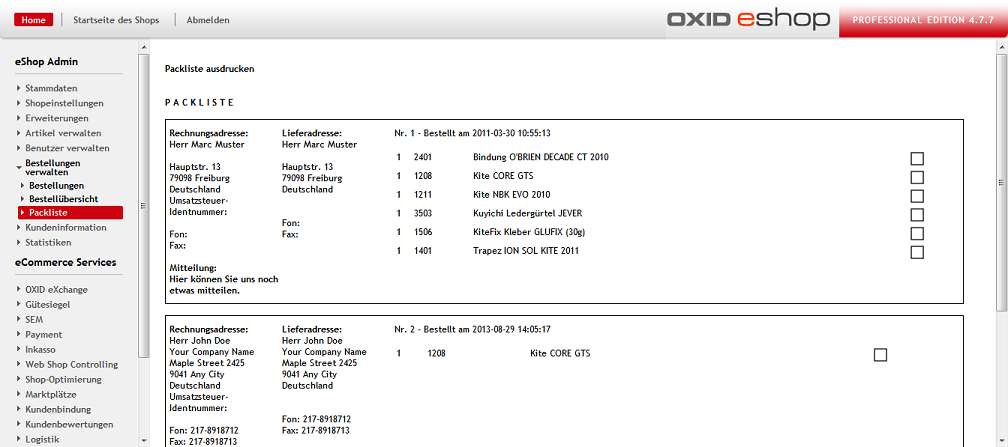 Home
Startseite des Shops
Abmelden
OXID eshop
PROFESSIONAL EDITION 4.7.7
eShop Admin
Stammdaten
Shopeinstellungen
Erweiterungen
Artikel verwalten
Benutzer verwalten
Bestellungen
verwalten
Bestellungen
Bestellübersicht
Packliste
Kundeninformation
Statistiken
eCommerce Services
OXID eXchange
Gütesiegel
SEM
Payment
Inkasso
Web Shop Controlling
Shop-Optimierung
Marktplätze
Kundenbindung
Kundenbewertungen
Logistik
Packliste ausdrucken
PACKLISTE
Rechnungsadresse:
Herr Marc Muster
Hauptstr. 13
79098 Freiburg
Deutschland
Umsatzsteuer-
Identnummer:
Fon:
Fax:
Mitteilung:
Hier können Sie uns noch
etwas mitteilen.
Lieferadresse:
Herr Marc Muster
Hauptstr. 13
79098 Freiburg
Deutschland
Fon:
Fax:
Nr. 1 - Bestellt am 2011-03-30 10:55:13
1 2401 Bindung O'BRIEN DECADE CT 2010
1 1208 Kite CORE GTS
1 1211 Kite NBK EVO 2010
1 3503 Kuyichi Ledergürtel JEVER
1 1506 KiteFix Kleber GLUFIX (30g)
1 1401 Trapez ION SOL KITE 2011
Rechnungsadresse:
Herr John Doe
Your Company Name
Maple Street 2425
9041 Any City
Deutschland
Umsatzsteuer-
Identnummer:
Fon: 217-8918712
Fax: 217-8918713
Lieferadresse:
Herr John Doe
Your Company Name
Maple Street 2425
9041 Any City
Deutschland
Fon: 217-8918712
Fax: 217-8918713
Nr. 2 - Bestellt am 2013-08-29 14:05:17
1 1208 Kite CORE GTS